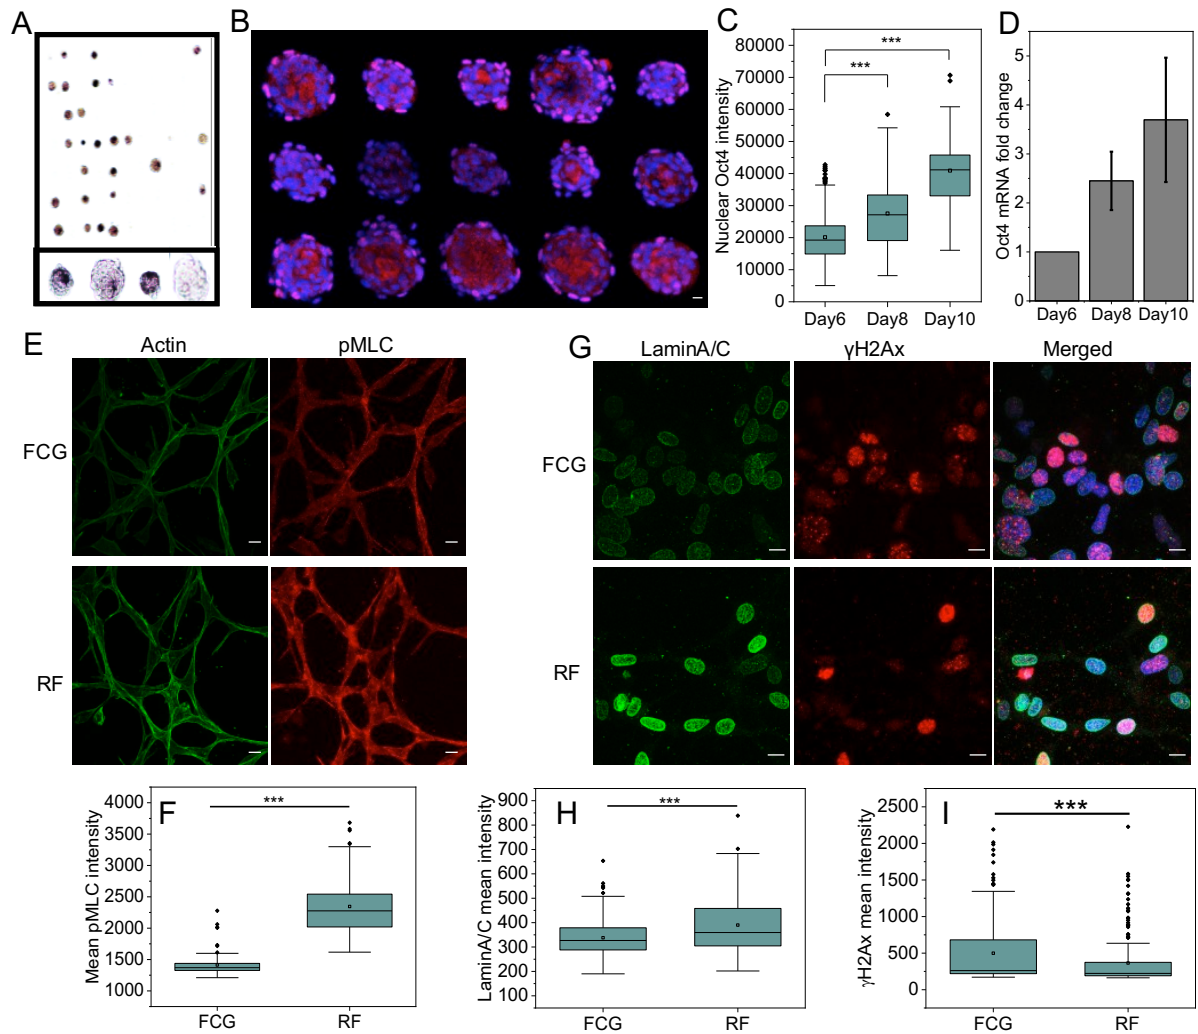 A
B
C
Nuclear Oct4 intensity
80000
70000
60000
50000
40000
30000
20000
10000
0
***
***
Day6
Day8
Day10
D
Oct4 mRNA fold change
5
4
3
2
1
0
Day6
Day8
Day10
E
Actin
pMLC
FCG
RF
G
LaminA/C
γH2Ax
Merged
FCG
RF
F
Mean pMLC intensity
4000
3500
3000
2500
2000
1500
1000
***
FCG
RF
H
LaminA/C mean intensity
900
800
700
600
500
400
300
200
100
***
FCG
RF
I
γH2Ax mean intensity
2500
2000
1500
1000
500
0
***
FCG
RF